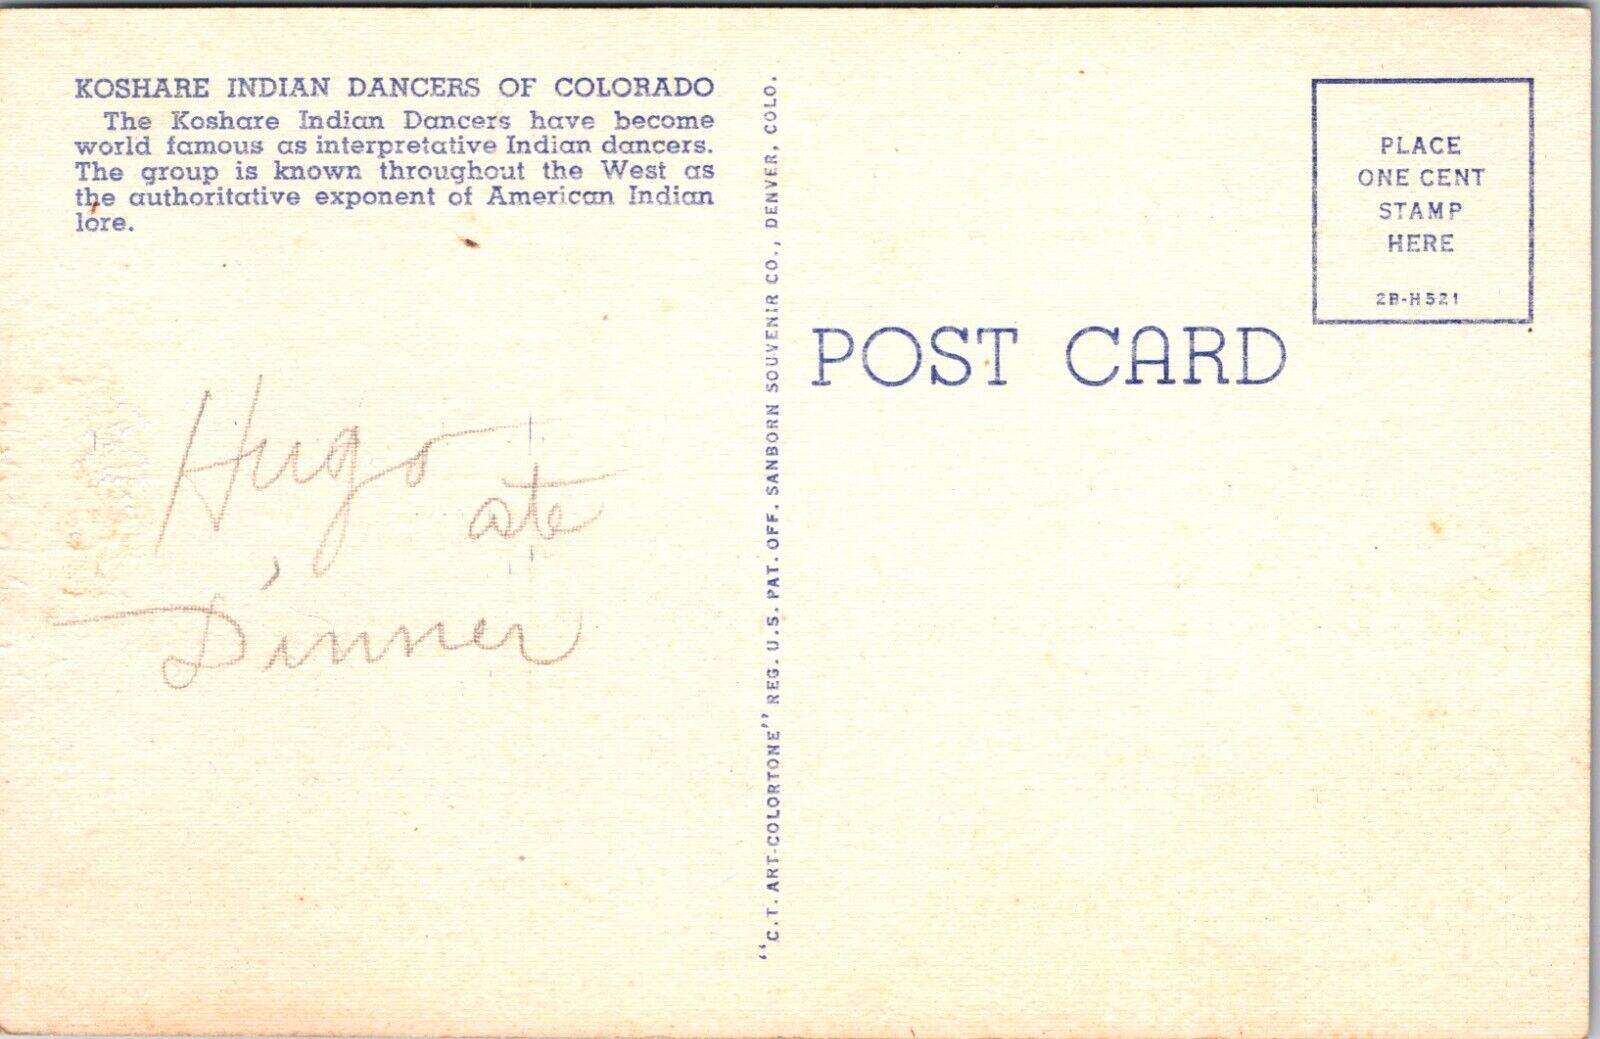 KOSHARE INDIAN DANCERS OF COLORADO
The Koshare Indian Dancers have become
world famous as interpretative Indian dancers.
The group is known throughout the West as
the authoritative exponent of American Indian
lore.
Hugo
ate
Dinner
"C.T. ART-COLORTONE" REG. U.S. PAT. OFF. SANBORN SOUVENIR CO., DENVER, COLO.
POST CARD
PLACE
ONE CENT
STAMP
HERE
2B-H521